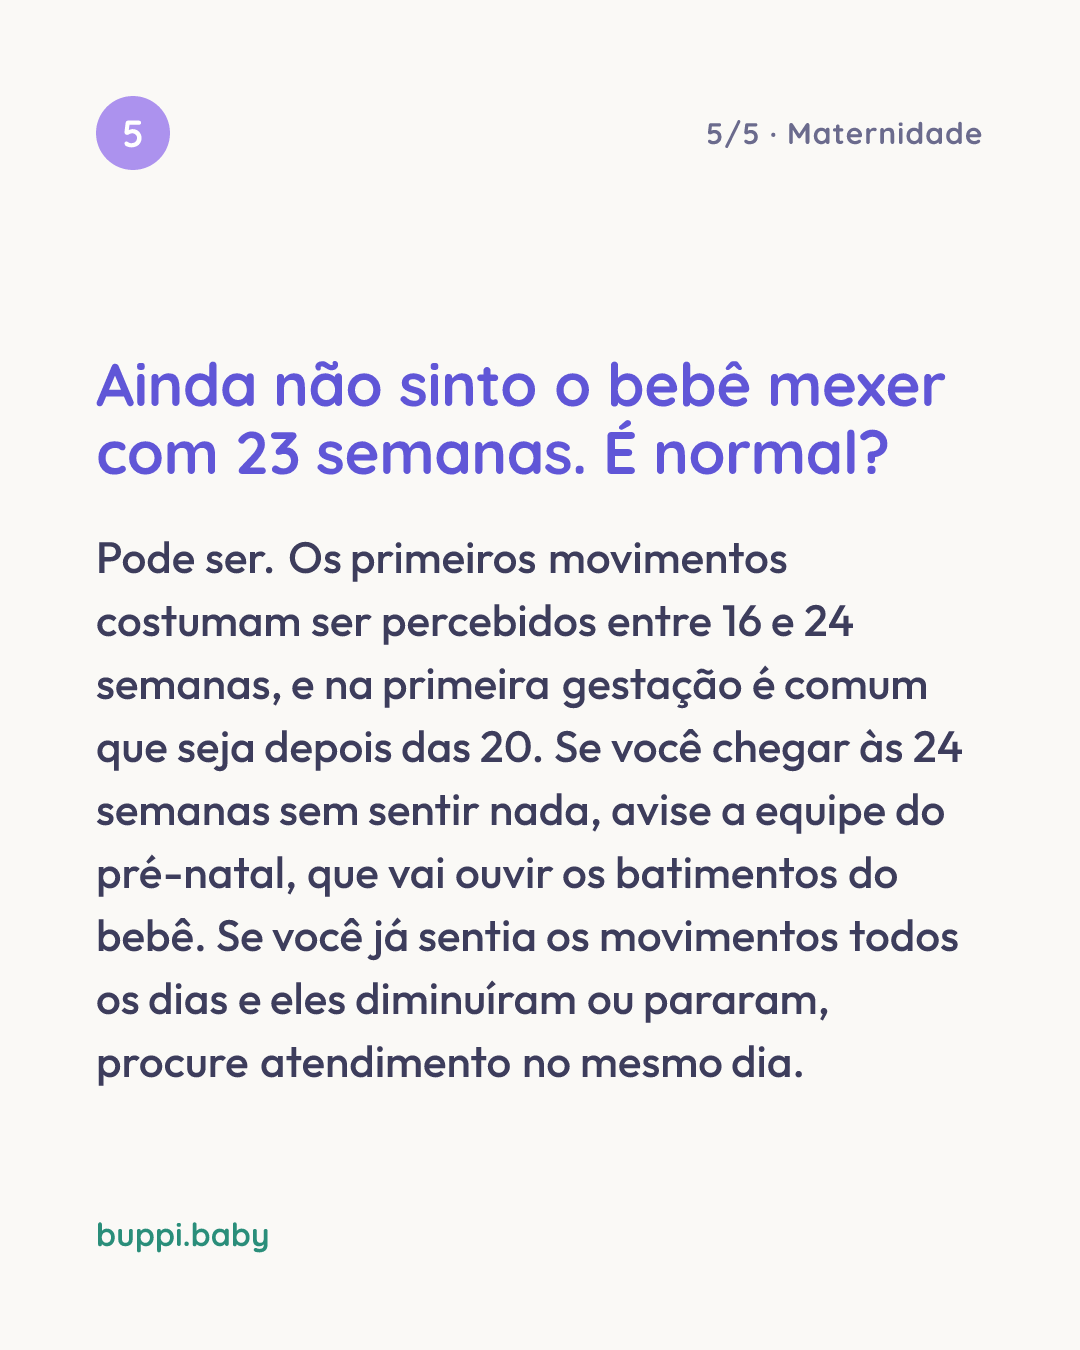 5
5/5 · Maternidade
Ainda não sinto o bebê mexer
com 23 semanas. É normal?
Pode ser. Os primeiros movimentos
costumam ser percebidos entre 16 e 24
semanas, e na primeira gestação é comum
que seja depois das 20. Se você chegar às 24
semanas sem sentir nada, avise a equipe do
pré-natal, que vai ouvir os batimentos do
bebê. Se você já sentia os movimentos todos
os dias e eles diminuíram ou pararam,
procure atendimento no mesmo dia.
buppi.baby